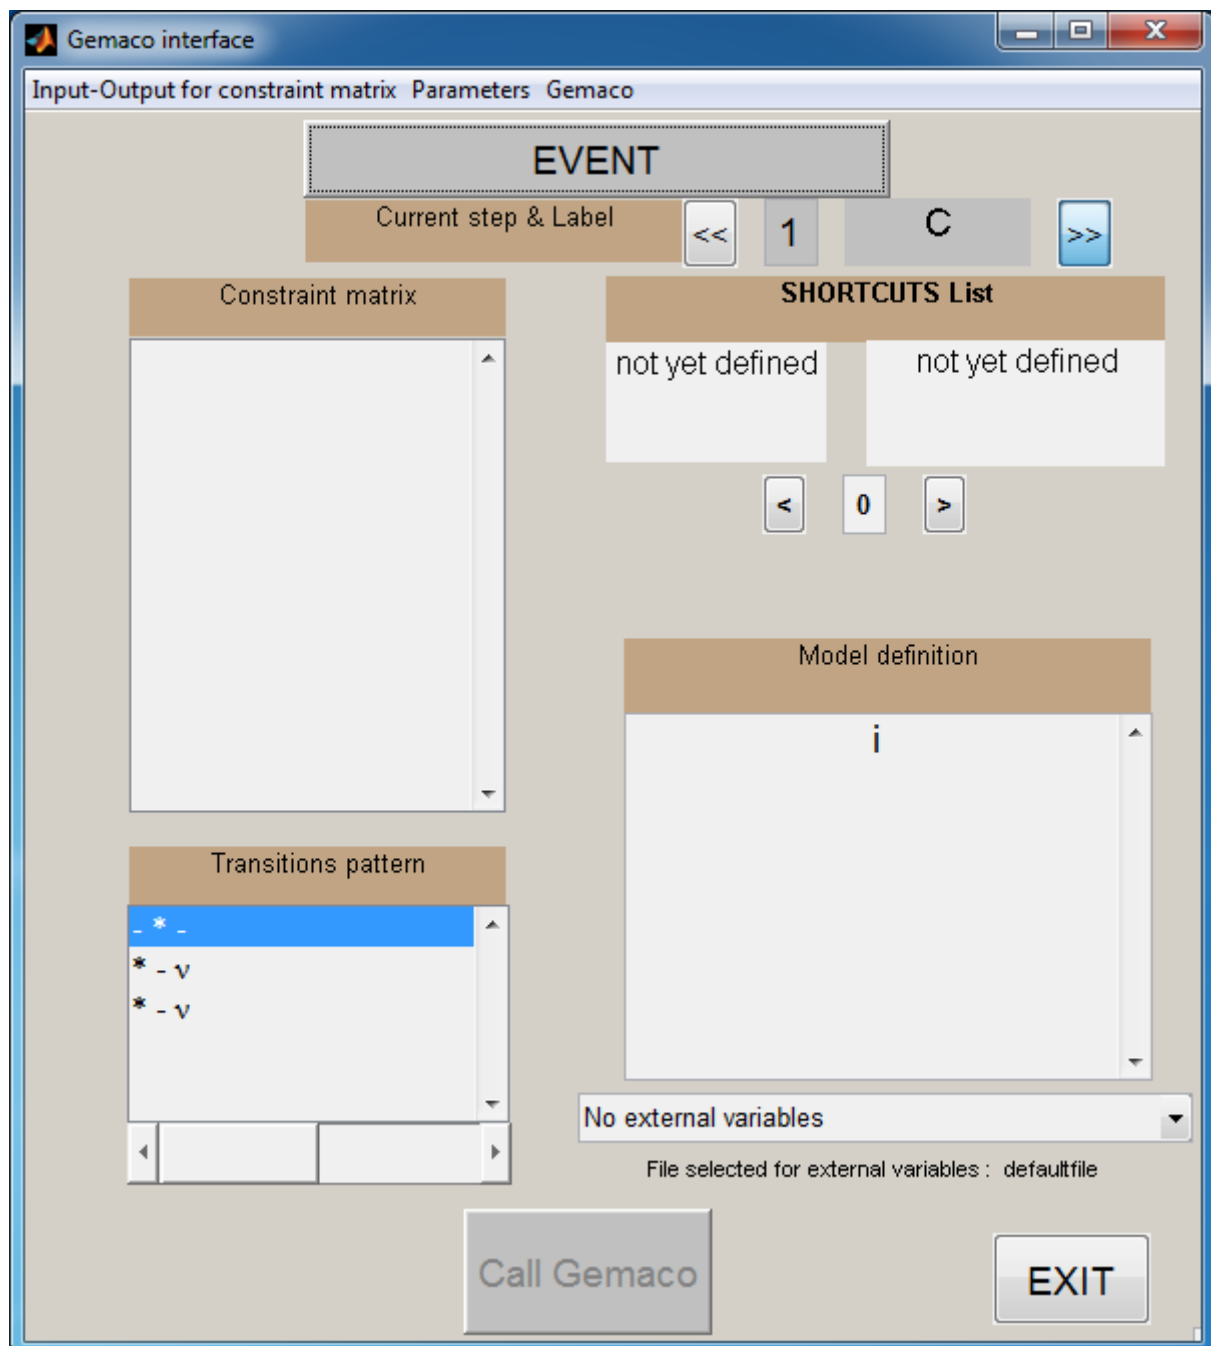 Gemaco interface
Input-Output for constraint matrix Parameters Gemaco
EVENT
Current step & Label << 1 C >>
Constraint matrix
SHORTCUTS List
not yet defined not yet defined
< 0 >
Model definition
i
Transitions pattern
- * -
* - ν
* - ν
No external variables
File selected for external variables : defaultfile
Call Gemaco
EXIT